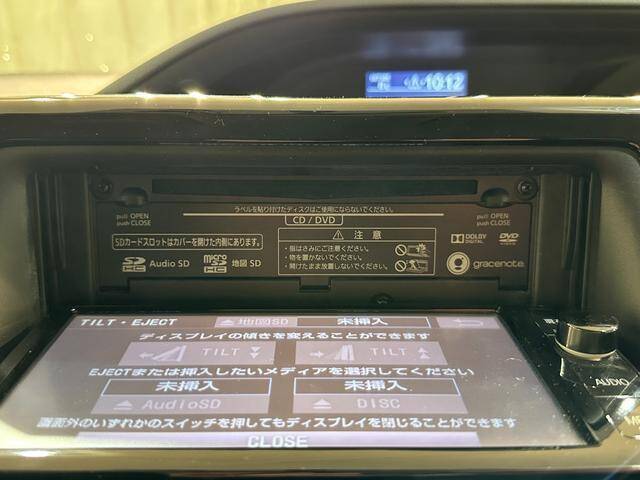 10:12
ラベルを貼り付けたディスクはご使用にならないでください。
pull OPEN
push CLOSE
CD / DVD
pull OPEN
push CLOSE
SDカードスロットはカバーを開けた内側にあります。
SD HC Audio SD
micro SD HC 地図 SD
注 意
・指はさみにご注意ください。
・物を置かないでください。
・開けたまま放置しないでください。
DOLBY DIGITAL
DVD
gracenote
TILT・EJECT
地図SD
未挿入
ディスプレイの傾きを変えることができます
TILT
TILT
EJECTまたは挿入したいメディアを選択してください
未挿入
未挿入
AudioSD
DISC
画面外のいずれかのスイッチを押してもディスプレイを閉じることができます
CLOSE
AUDIO